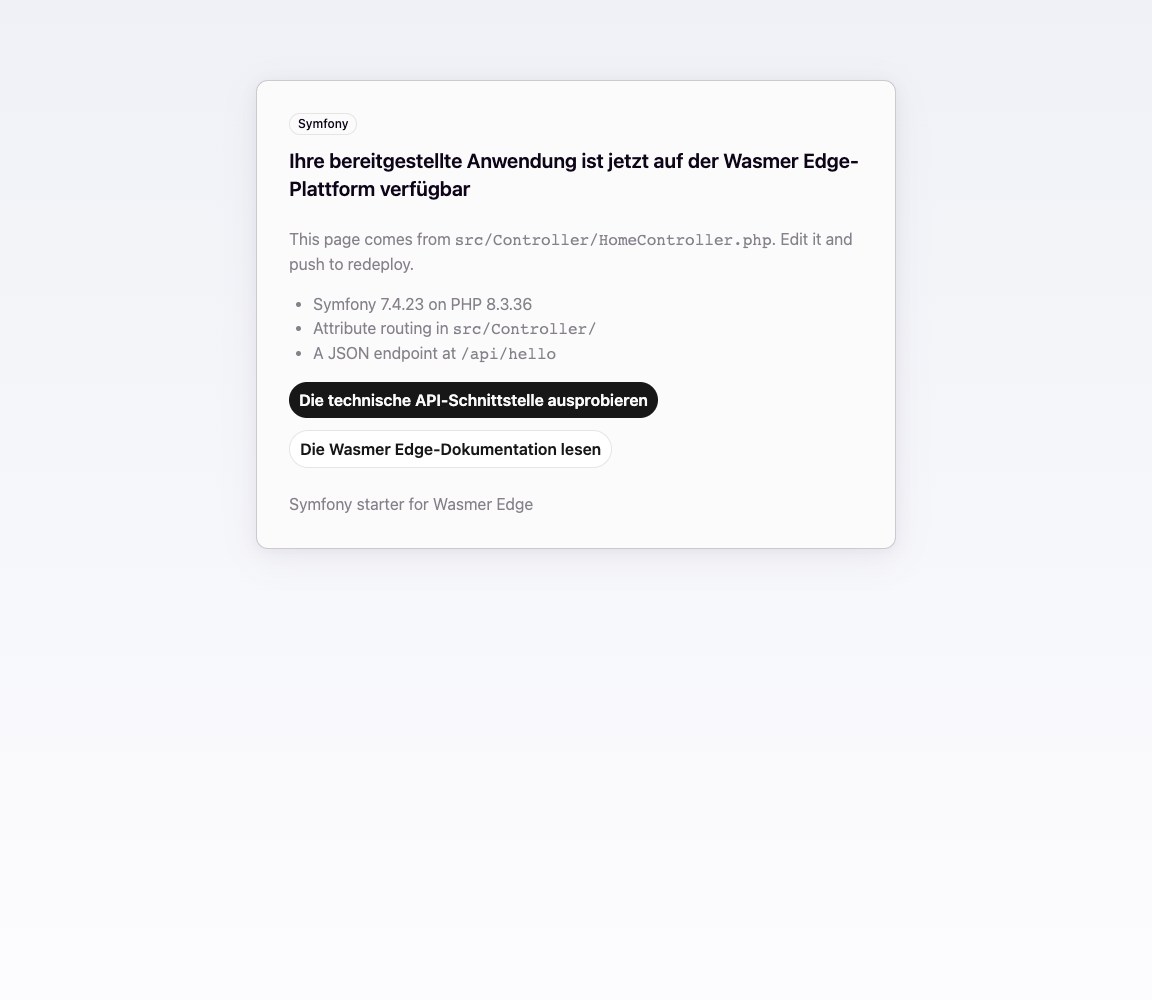 Symfony
Ihre bereitgestellte Anwendung ist jetzt auf der Wasmer Edge-
Plattform verfügbar
This page comes from src/Controller/HomeController.php. Edit it and
push to redeploy.
• Symfony 7.4.23 on PHP 8.3.36
• Attribute routing in src/Controller/
• A JSON endpoint at /api/hello
Die technische API-Schnittstelle ausprobieren
Die Wasmer Edge-Dokumentation lesen
Symfony starter for Wasmer Edge